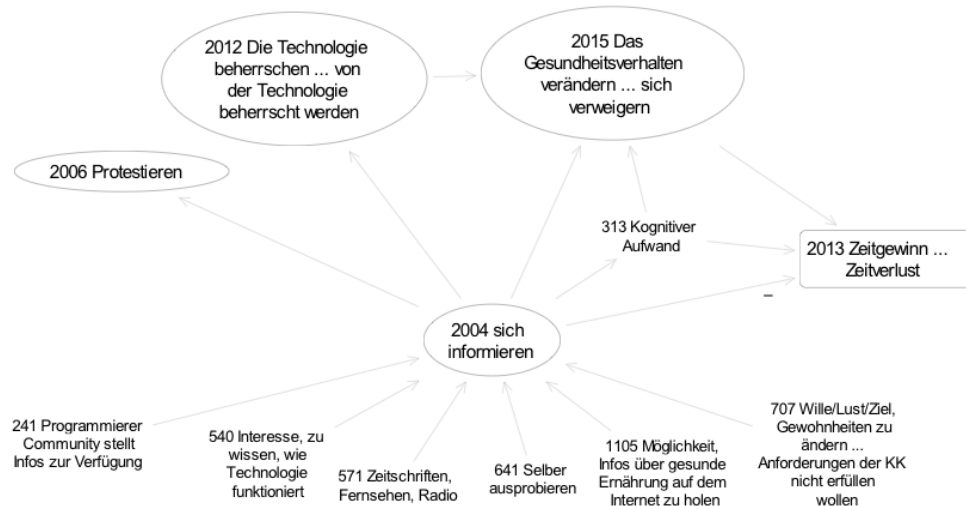 2012 Die Technologie
beherrschen ... von
der Technologie
beherrscht werden
2015 Das
Gesundheitsverhalten
verändern ... sich
verweigern
2006 Protestieren
313 Kognitiver
Aufwand
2013 Zeitgewinn ...
Zeitverlust
–
2004 sich
informieren
241 Programmierer
Community stellt
Infos zur Verfügung
540 Interesse, zu
wissen, wie
Technologie
funktioniert
571 Zeitschriften,
Fernsehen, Radio
641 Selber
ausprobieren
1105 Möglichkeit,
Infos über gesunde
Ernährung auf dem
Internet zu holen
707 Wille/Lust/Ziel,
Gewohnheiten zu
ändern ...
Anforderungen der KK
nicht erfüllen
wollen